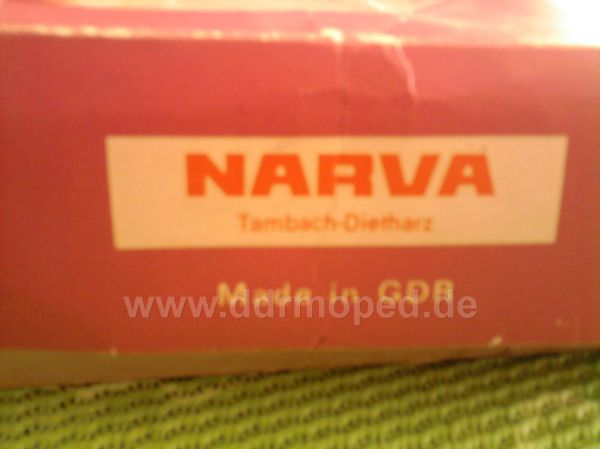 NARVA
Tambach-Dietharz
Made in GDR
www.ddrmoped.de